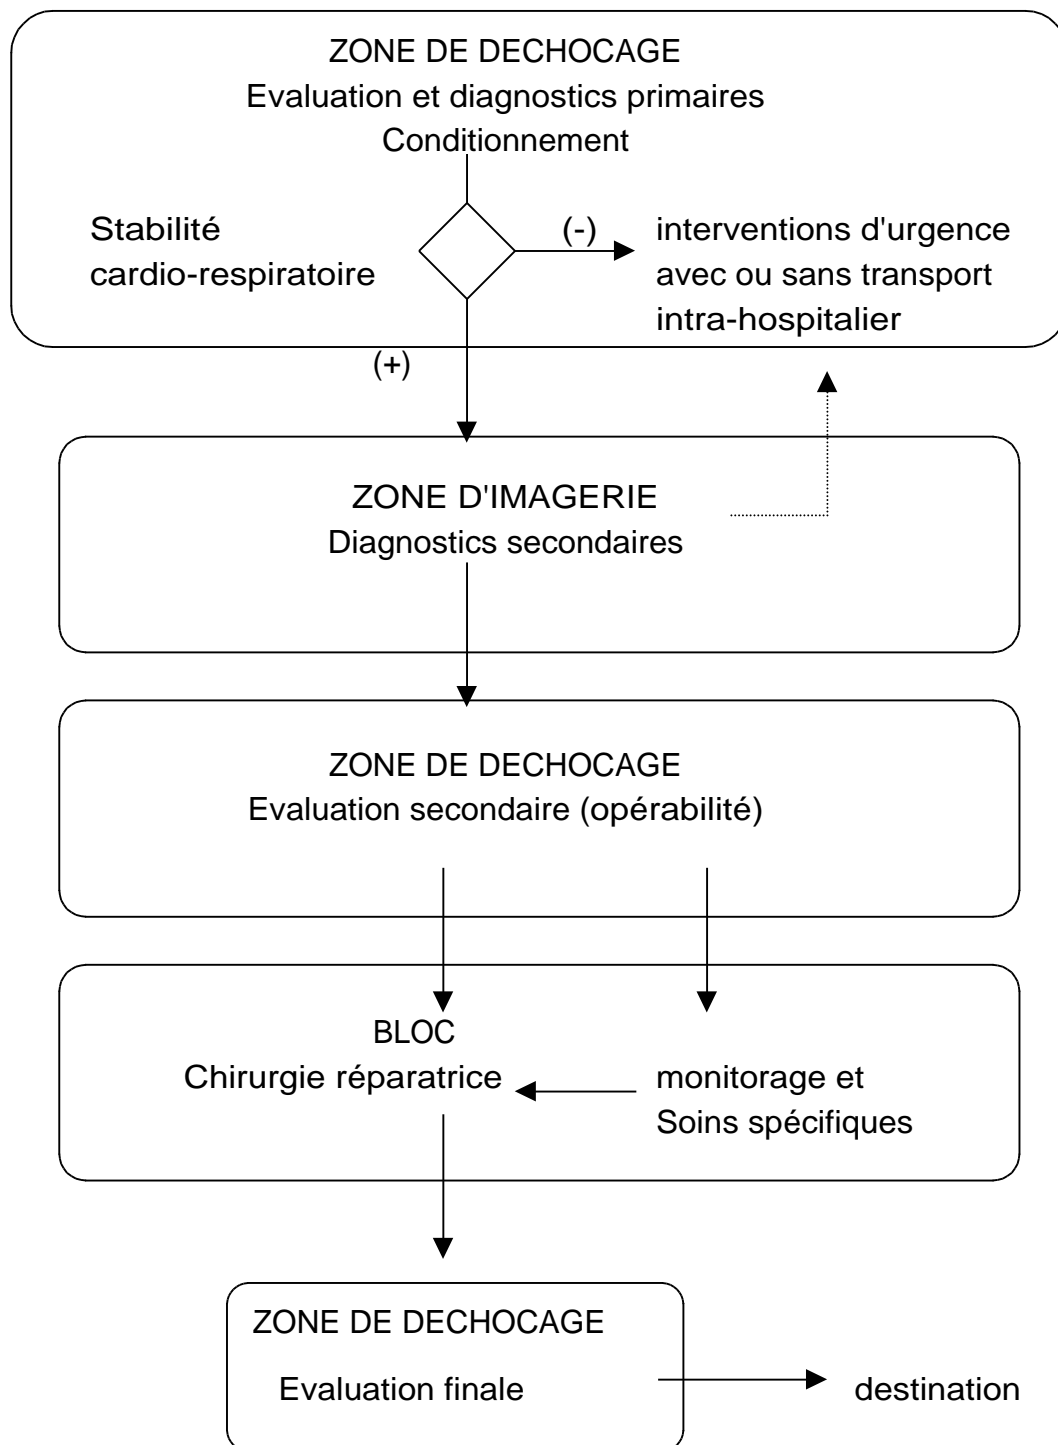 ZONE DE DECHOCAGE
Evaluation et diagnostics primaires
Conditionnement
Stabilité
cardio-respiratoire
(-)
interventions d'urgence
avec ou sans transport
intra-hospitalier
(+)
ZONE D'IMAGERIE
Diagnostics secondaires
ZONE DE DECHOCAGE
Evaluation secondaire (opérabilité)
BLOC
Chirurgie réparatrice
monitorage et
Soins spécifiques
ZONE DE DECHOCAGE
Evaluation finale
destination